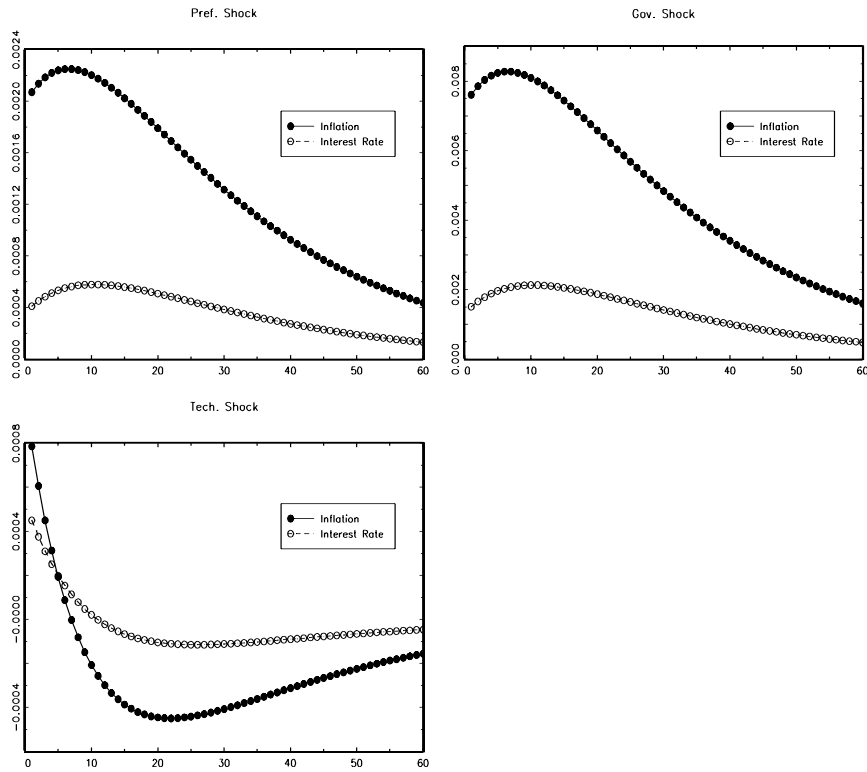 Pref. Shock
0.0024
0.0020
0.0016
0.0012
0.0008
0.0004
0.0000
Inflation
Interest Rate
0 10 20 30 40 50 60
Gov. Shock
0.008
0.006
0.004
0.002
0.000
Inflation
Interest Rate
0 10 20 30 40 50 60
Tech. Shock
0.0008
0.0004
-0.0000
-0.0004
Inflation
Interest Rate
0 10 20 30 40 50 60